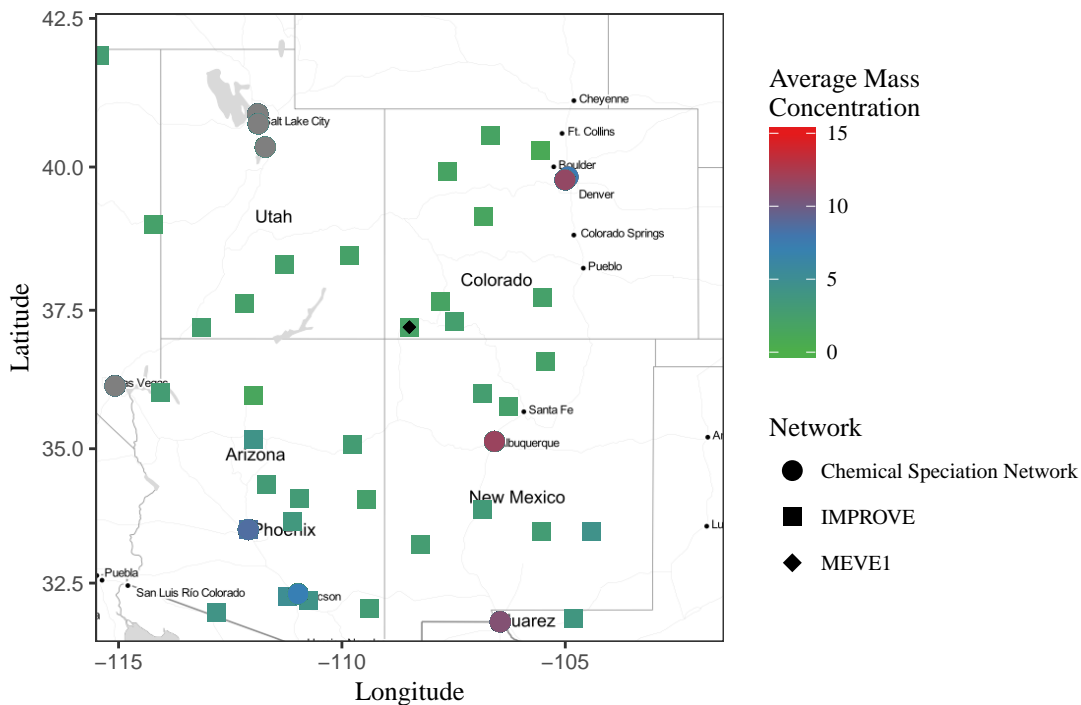 42.5
40.0
37.5
35.0
32.5
Latitude
−115
−110
−105
Longitude
Cheyenne
Salt Lake City
Ft. Collins
Boulder
Denver
Utah
Colorado Springs
Pueblo
Colorado
Las Vegas
Santa Fe
Albuquerque
Arizona
New Mexico
Phoenix
Puebla
San Luis Río Colorado
Tucson
Juarez
Average Mass
Concentration
15
10
5
0
Network
Chemical Speciation Network
IMPROVE
MEVE1